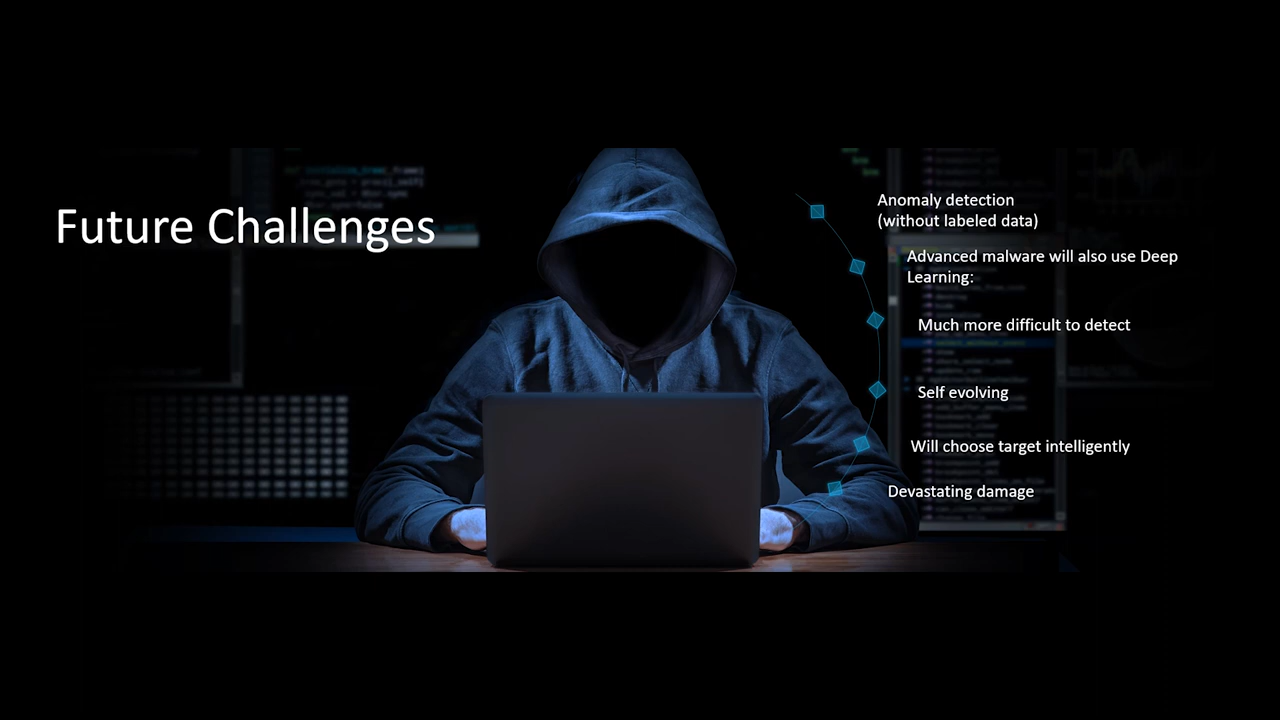 Future Challenges
Anomaly detection
(without labeled data)
Advanced malware will also use Deep
Learning:
Much more difficult to detect
Self evolving
Will choose target intelligently
Devastating damage